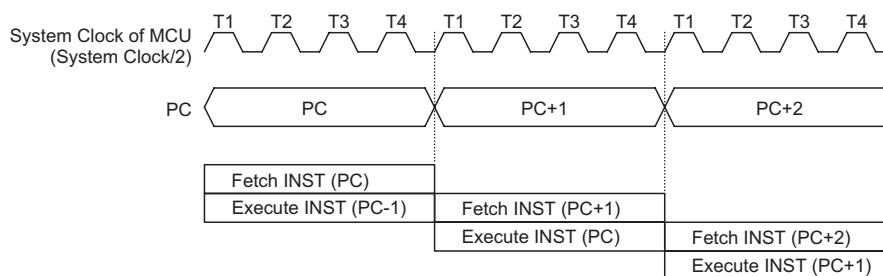 T1 T2 T3 T4 T1 T2 T3 T4 T1 T2 T3 T4
System Clock of MCU
(System Clock/2)
PC PC PC+1 PC+2
Fetch INST (PC)
Execute INST (PC-1) Fetch INST (PC+1)
Execute INST (PC) Fetch INST (PC+2)
Execute INST (PC+1)